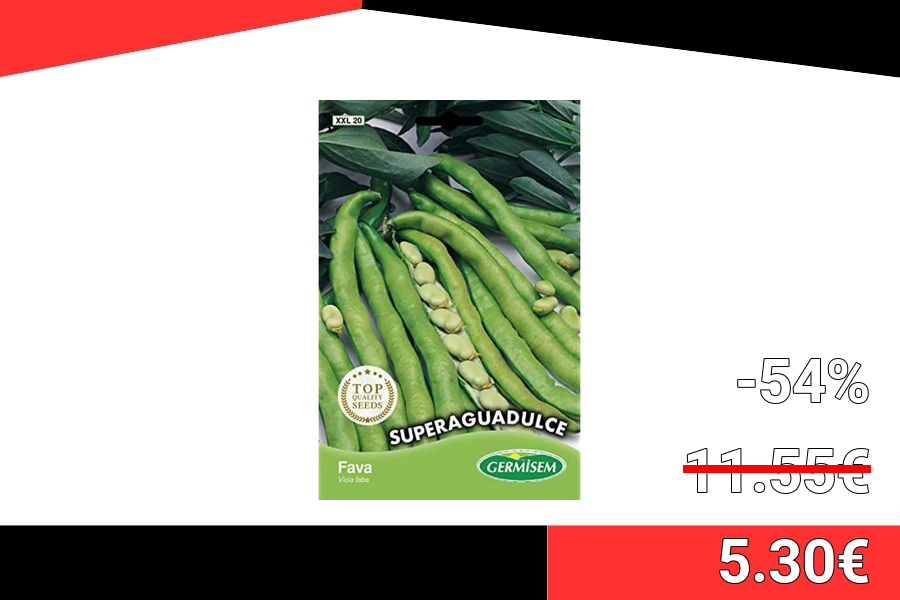 XXL 20
TOP
QUALITY
SEEDS
SUPERAGUADULCE
Fava
Vicia faba
GERMISEM
-54%
11.55€
5.30€